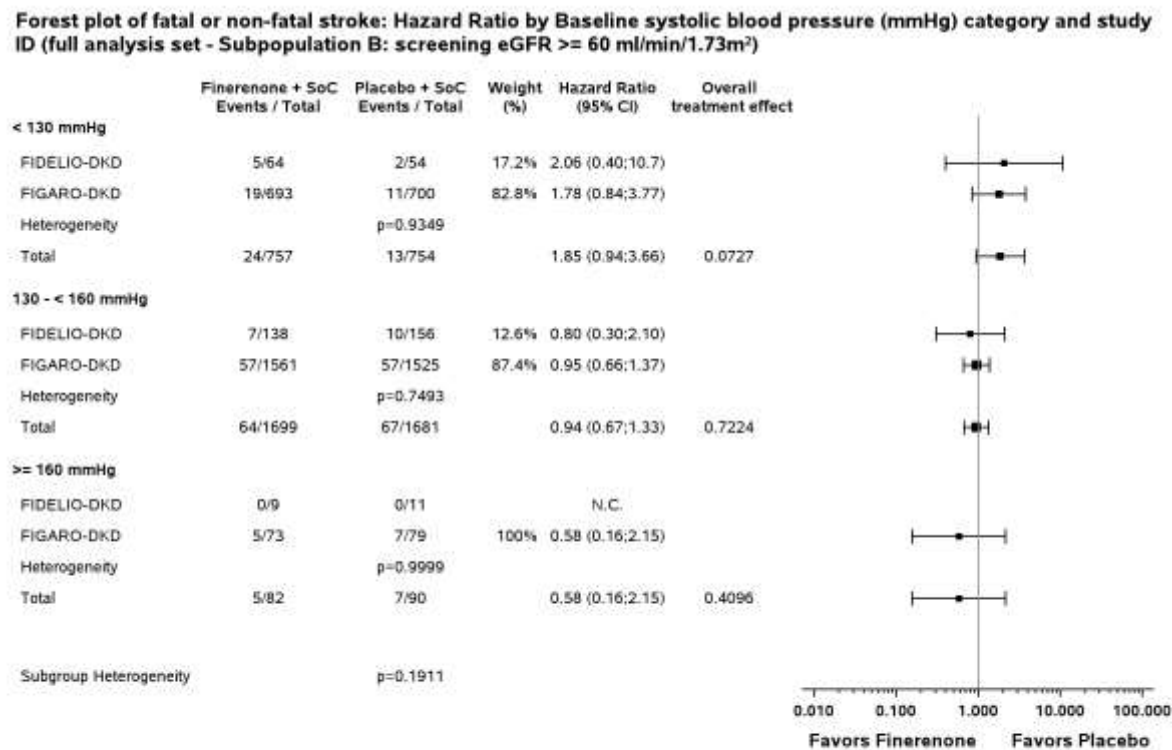 Forest plot of fatal or non-fatal stroke: Hazard Ratio by Baseline systolic blood pressure (mmHg) category and study
ID (full analysis set - Subpopulation B: screening eGFR >= 60 ml/min/1.73m²)
Finerenone + SoC Placebo + SoC Weight Hazard Ratio Overall
Events / Total Events / Total (%) (95% CI) treatment effect
< 130 mmHg
FIDELIO-DKD 5/64 2/54 17.2% 2.06 (0.40;10.7)
FIGARO-DKD 19/693 11/700 82.8% 1.78 (0.84;3.77)
Heterogeneity p=0.9349
Total 24/757 13/754 1.85 (0.94;3.66) 0.0727
130 - < 160 mmHg
FIDELIO-DKD 7/138 10/156 12.6% 0.80 (0.30;2.10)
FIGARO-DKD 57/1561 57/1525 87.4% 0.95 (0.66;1.37)
Heterogeneity p=0.7493
Total 64/1699 67/1681 0.94 (0.67;1.33) 0.7224
>= 160 mmHg
FIDELIO-DKD 0/9 0/11 N.C.
FIGARO-DKD 5/73 7/79 100% 0.58 (0.16;2.15)
Heterogeneity p=0.9999
Total 5/82 7/90 0.58 (0.16;2.15) 0.4096
Subgroup Heterogeneity p=0.1911
0.010 0.100 1.000 10.000 100.000
Favors Finerenone Favors Placebo